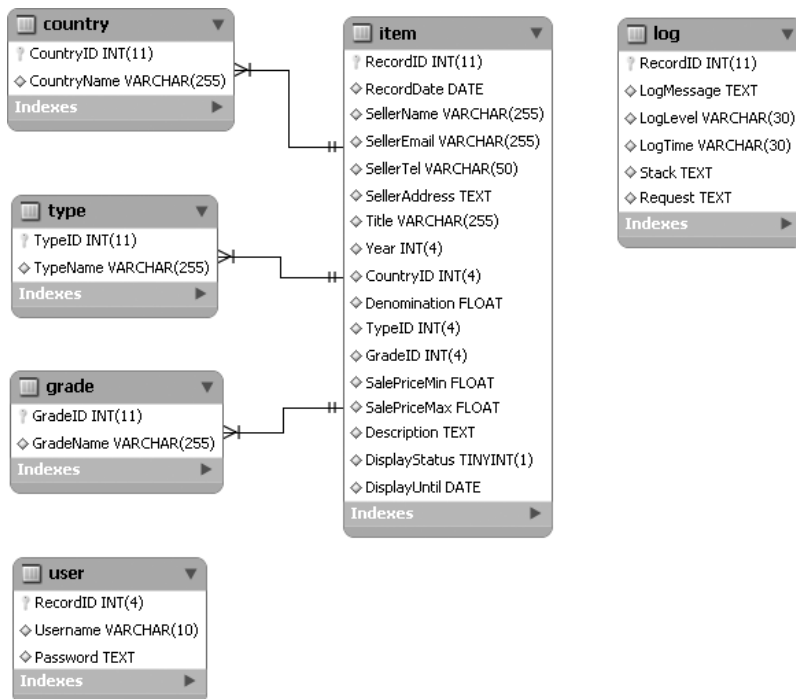 country
CountryID INT(11)
CountryName VARCHAR(255)
Indexes
type
TypeID INT(11)
TypeName VARCHAR(255)
Indexes
grade
GradeID INT(11)
GradeName VARCHAR(255)
Indexes
user
RecordID INT(4)
Username VARCHAR(10)
Password TEXT
Indexes
item
RecordID INT(11)
RecordDate DATE
SellerName VARCHAR(255)
SellerEmail VARCHAR(255)
SellerTel VARCHAR(50)
SellerAddress TEXT
Title VARCHAR(255)
Year INT(4)
CountryID INT(4)
Denomination FLOAT
TypeID INT(4)
GradeID INT(4)
SalePriceMin FLOAT
SalePriceMax FLOAT
Description TEXT
DisplayStatus TINYINT(1)
DisplayUntil DATE
Indexes
log
RecordID INT(11)
LogMessage TEXT
LogLevel VARCHAR(30)
LogTime VARCHAR(30)
Stack TEXT
Request TEXT
Indexes